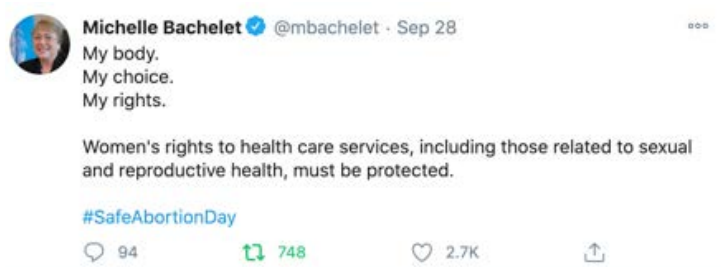 Michelle Bachelet @mbachelet · Sep 28
My body.
My choice.
My rights.
Women's rights to health care services, including those related to sexual
and reproductive health, must be protected.
#SafeAbortionDay
94 748 2.7K